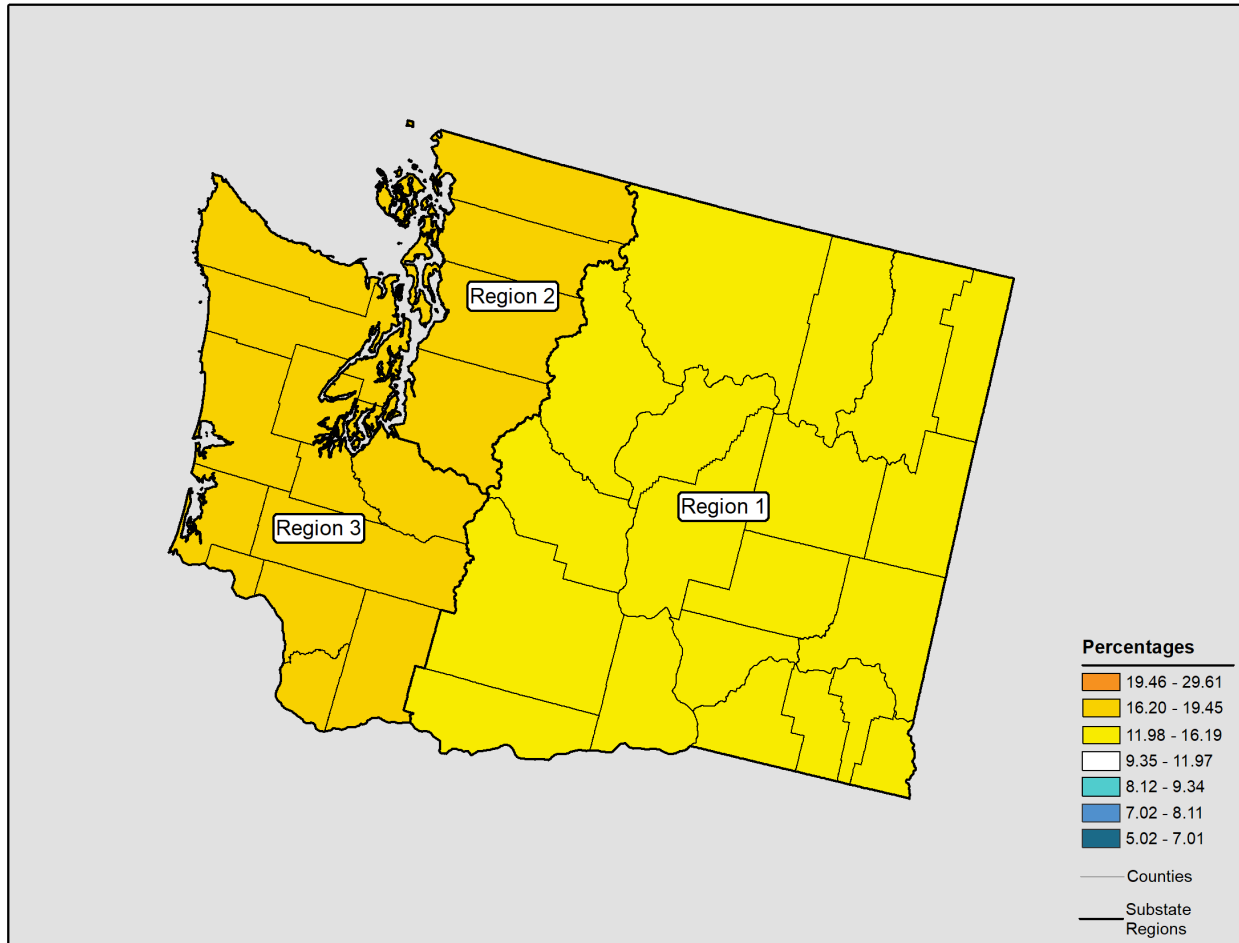 Region 2
Region 1
Region 3
Percentages
19.46 - 29.61
16.20 - 19.45
11.98 - 16.19
9.35 - 11.97
8.12 - 9.34
7.02 - 8.11
5.02 - 7.01
Counties
Substate
Regions